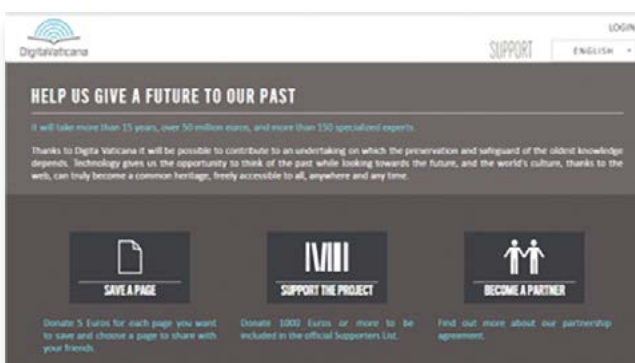 LOGIN
DigitaVaticana
SUPPORT
ENGLISH
HELP US GIVE A FUTURE TO OUR PAST
It will take more than 15 years, over 50 million euros, and more than 150 specialized experts.
Thanks to Digita Vaticana it will be possible to contribute to an undertaking on which the preservation and safeguard of the oldest knowledge
depends. Technology gives us the opportunity to think of the past while looking towards the future, and the world's culture, thanks to the
web, can truly become a common heritage, freely accessible to all, anywhere and any time.
SAVE A PAGE
SUPPORT THE PROJECT
BECOME A PARTNER
Donate 5 Euros for each page you want
to save and choose a page to share with
your friends.
Donate 1000 Euros or more to be
included in the official Supporters List.
Find out more about our partnership
agreement.